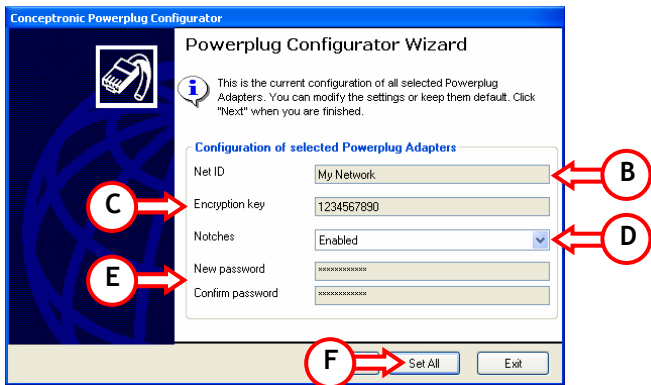 Conceptronic Powerplug Configurator
Powerplug Configurator Wizard
This is the current configuration of all selected Powerplug
Adapters. You can modify the settings or keep them default. Click
"Next" when you are finished.
Configuration of selected Powerplug Adapters
Net ID
My Network
B
C
Encryption key
1234567890
Notches
Enabled
D
E
New password
xxxxxxxxxxxx
Confirm password
xxxxxxxxxxxx
F
Set All
Exit